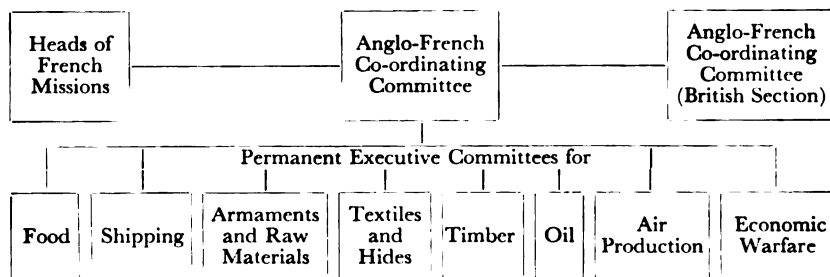 Heads of
French
Missions
Anglo-French
Co-ordinating
Committee
Anglo-French
Co-ordinating
Committee
(British Section)
Permanent Executive Committees for
Food
Shipping
Armaments
and Raw
Materials
Textiles
and
Hides
Timber
Oil
Air
Production
Economic
Warfare